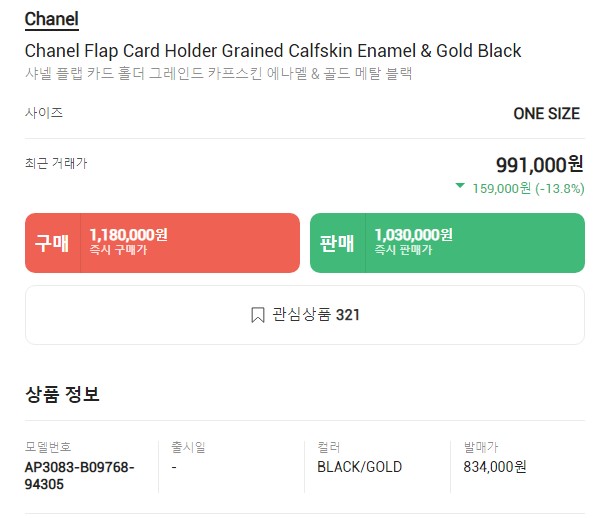 Chanel
Chanel Flap Card Holder Grained Calfskin Enamel & Gold Black
샤넬 플랩 카드 홀더 그레인드 카프스킨 에나멜 & 골드 메탈 블랙
사이즈 ONE SIZE
최근 거래가 991,000원
159,000원 (-13.8%)
구매 1,180,000원 판매 1,030,000원
즉시 구매가 즉시 판매가
관심상품 321
상품 정보
모델번호 출시일 컬러 발매가
AP3083-B09768- - BLACK/GOLD 834,000원
94305